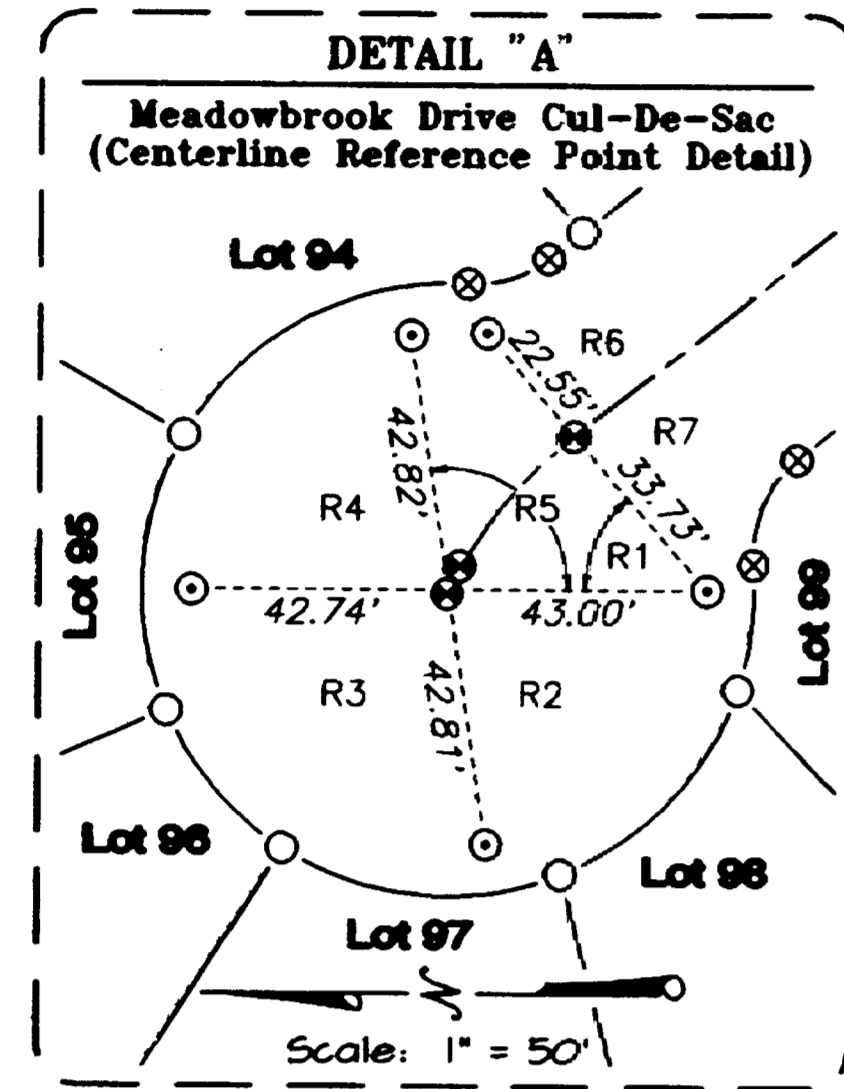 DETAIL "A"
Meadowbrook Drive Cul-De-Sac
(Centerline Reference Point Detail)
Lot 94
R6
22.55'
R7
42.82'
33.73'
R4
R5
R1
Lot 95
42.74'
43.00'
Lot 99
R3
R2
42.81'
Lot 96
Lot 98
Lot 97
N
Scale: 1" = 50'